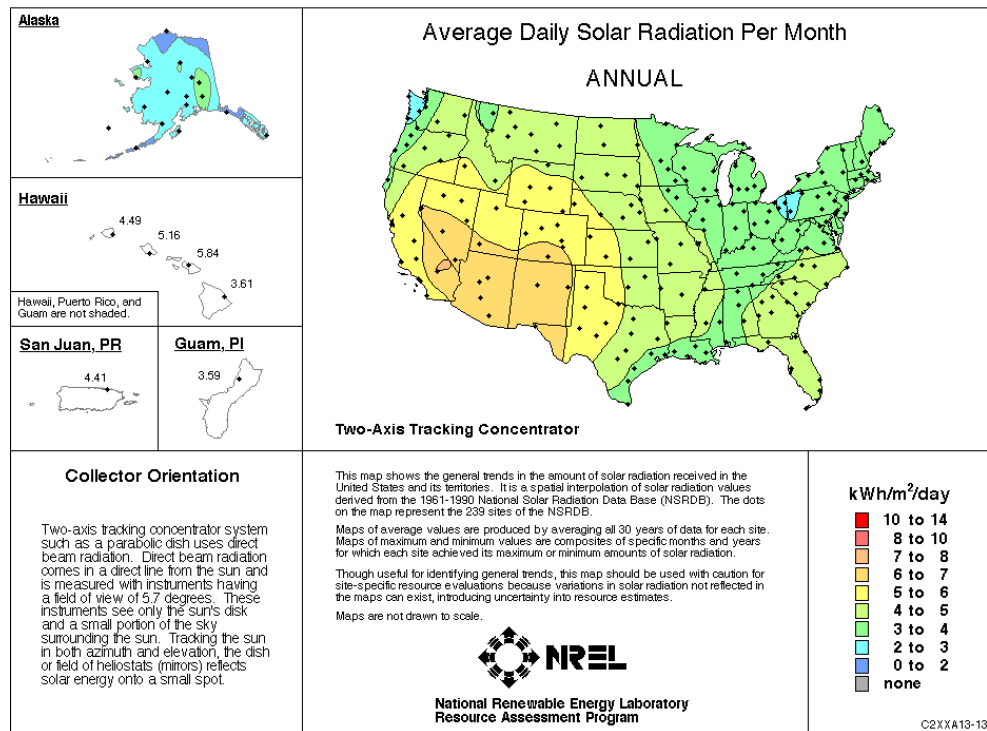 Alaska
Average Daily Solar Radiation Per Month
ANNUAL
Hawaii
4.49
5.16
5.84
3.61
Hawaii, Puerto Rico, and
Guam are not shaded.
San Juan, PR
4.41
Guam, PI
3.59
Two-Axis Tracking Concentrator
Collector Orientation
Two-axis tracking concentrator system
such as a parabolic dish uses direct
beam radiation. Direct beam radiation
comes in a direct line from the sun and
is measured with instruments having
a field of view of 5.7 degrees. These
instruments see only the sun's disk
and a small portion of the sky
surrounding the sun. Tracking the sun
in both azimuth and elevation, the dish
or field of heliostats (mirrors) reflects
solar energy onto a small spot.
This map shows the general trends in the amount of solar radiation received in the
United States and its territories. It is a spatial interpolation of solar radiation values
derived from the 1961-1990 National Solar Radiation Data Base (NSRDB). The dots
on the map represent the 239 sites of the NSRDB.
Maps of average values are produced by averaging all 30 years of data for each site.
Maps of maximum and minimum values are composites of specific months and years
for which each site achieved its maximum or minimum amounts of solar radiation.
Though useful for identifying general trends, this map should be used with caution for
site-specific resource evaluations because variations in solar radiation not reflected in
the maps can exist, introducing uncertainty into resource estimates.
Maps are not drawn to scale.
NREL
National Renewable Energy Laboratory
Resource Assessment Program
kWh/m²/day
10 to 14
8 to 10
7 to 8
6 to 7
5 to 6
4 to 5
3 to 4
2 to 3
0 to 2
none
C2XXA13-13